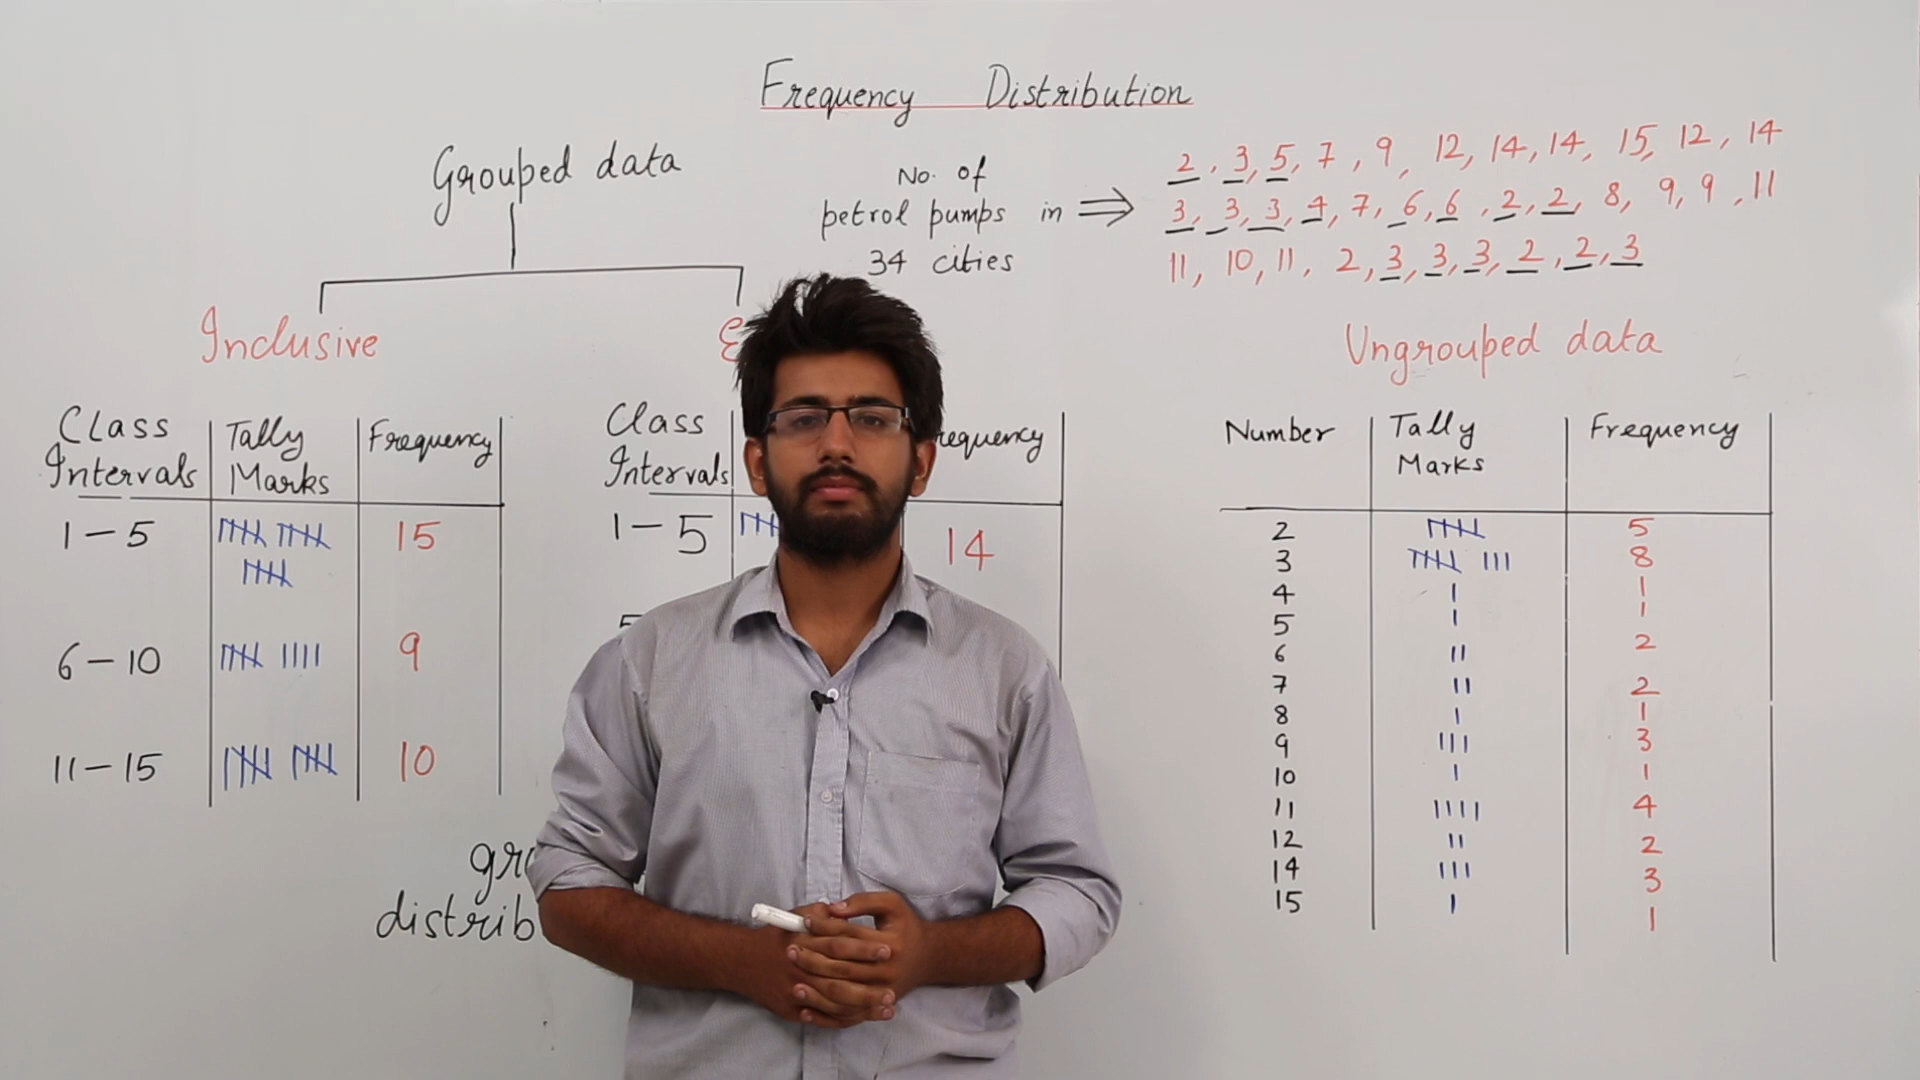 Frequency Distribution
Grouped data
No. of
petrol pumps in ⇒
34 cities
2, 3, 5, 7, 9, 12, 14, 14, 15, 12, 14
3, 3, 3, 4, 7, 6, 6, 2, 2, 8, 9, 9, 11
11, 10, 11, 2, 3, 3, 3, 2, 2, 3
Inclusive
Class Intervals Tally Marks Frequency
1-5 15
6-10 9
11-15 10
Class Intervals requency
1-5 14
distrib
Ungrouped data
Number Tally Marks Frequency
2 5
3 8
4 1
5 1
6 2
7 2
8 1
9 3
10 1
11 4
12 2
14 3
15 1